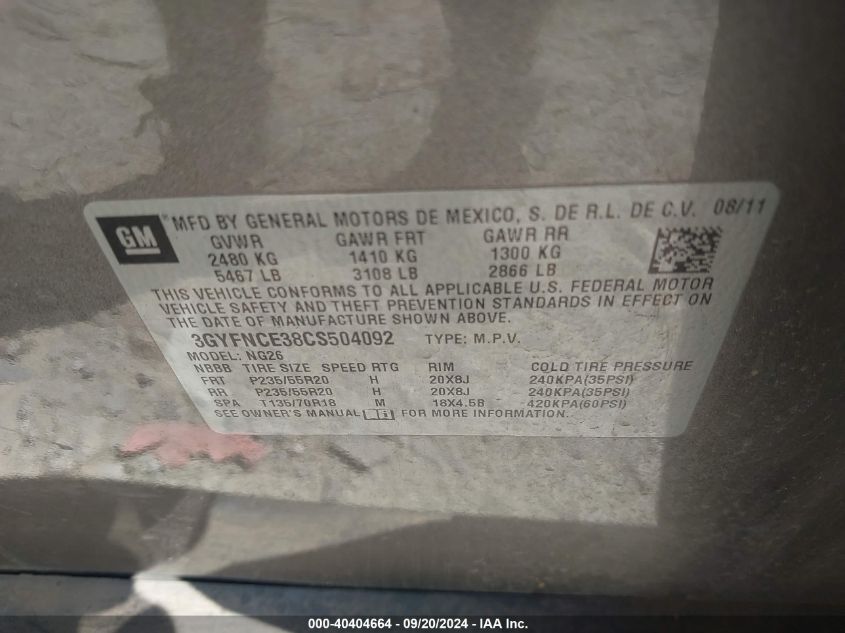 GM ® MFD BY GENERAL MOTORS DE MEXICO, S. DE R.L. DE C.V. 08/11
GVWR GAWR FRT GAWR RR
2480 KG 1410 KG 1300 KG
5467 LB 3108 LB 2866 LB
THIS VEHICLE CONFORMS TO ALL APPLICABLE U.S. FEDERAL MOTOR
VEHICLE SAFETY AND THEFT PREVENTION STANDARDS IN EFFECT ON
THE DATE OF MANUFACTURE SHOWN ABOVE.
3GYFNCE38CS504092 TYPE: M.P.V.
MODEL: NG26
NBBB TIRE SIZE SPEED RTG RIM COLD TIRE PRESSURE
FRT P235/55R20 H 20X8J 240KPA(35PSI)
RR P235/55R20 H 20X8J 240KPA(35PSI)
SPA T135/70R18 M 18X4.5B 420KPA(60PSI)
SEE OWNER'S MANUAL i FOR MORE INFORMATION.
000-40404664 - 09/20/2024 - IAA Inc.